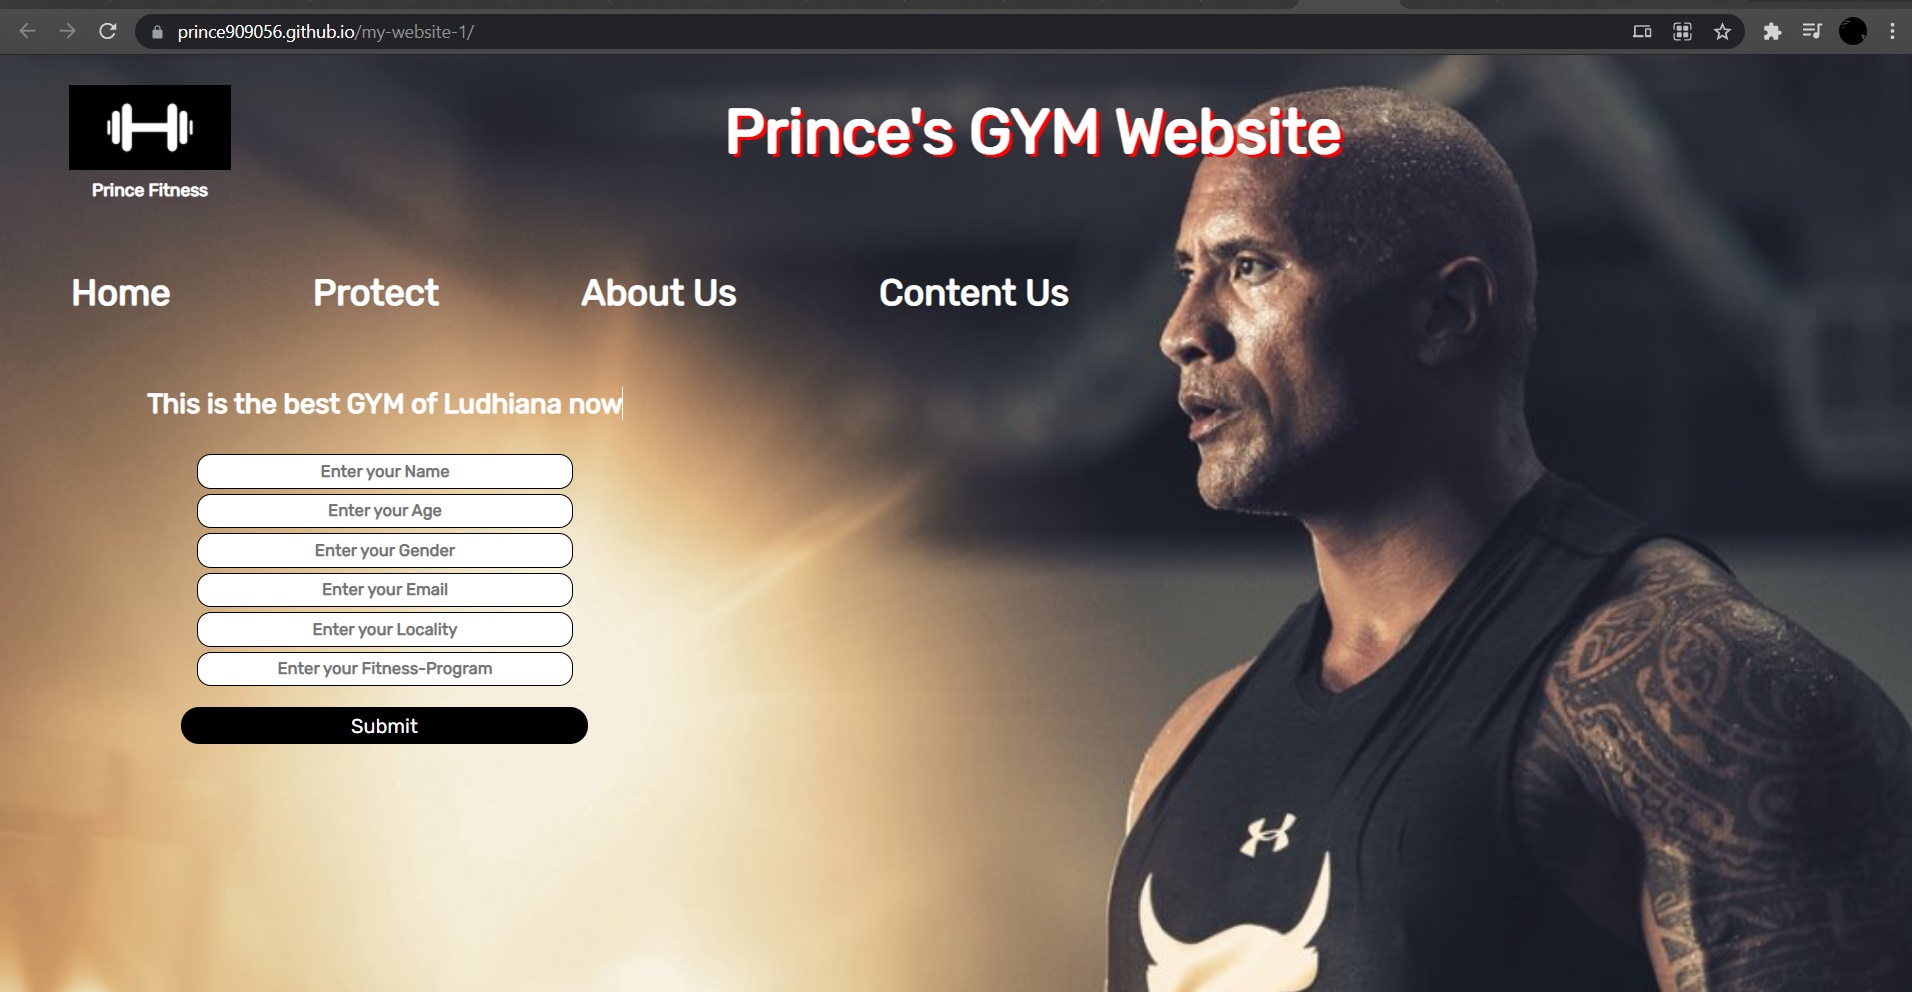 prince909056.github.io/my-website-1/
Prince's GYM Website
Prince Fitness
Home Protect About Us Content Us
This is the best GYM of Ludhiana now
Enter your Name
Enter your Age
Enter your Gender
Enter your Email
Enter your Locality
Enter your Fitness-Program
Submit